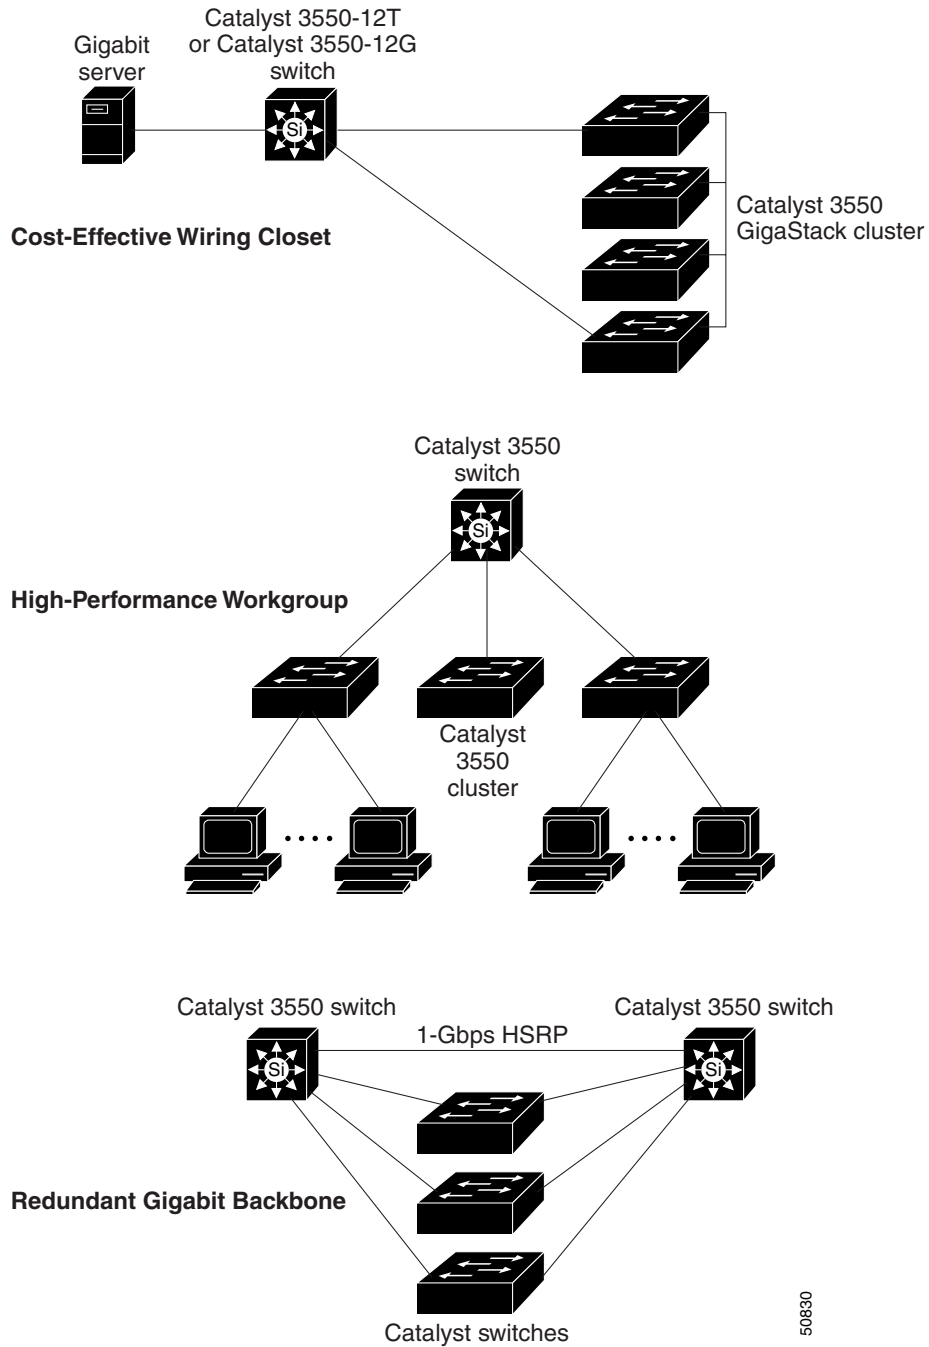 Catalyst 3550-12T
or Catalyst 3550-12G
switch
Gigabit
server
Si
Catalyst 3550
GigaStack cluster
Cost-Effective Wiring Closet
Catalyst 3550
switch
Si
High-Performance Workgroup
Catalyst
3550
cluster
Catalyst 3550 switch
Catalyst 3550 switch
1-Gbps HSRP
Si
Si
Redundant Gigabit Backbone
Catalyst switches
50830